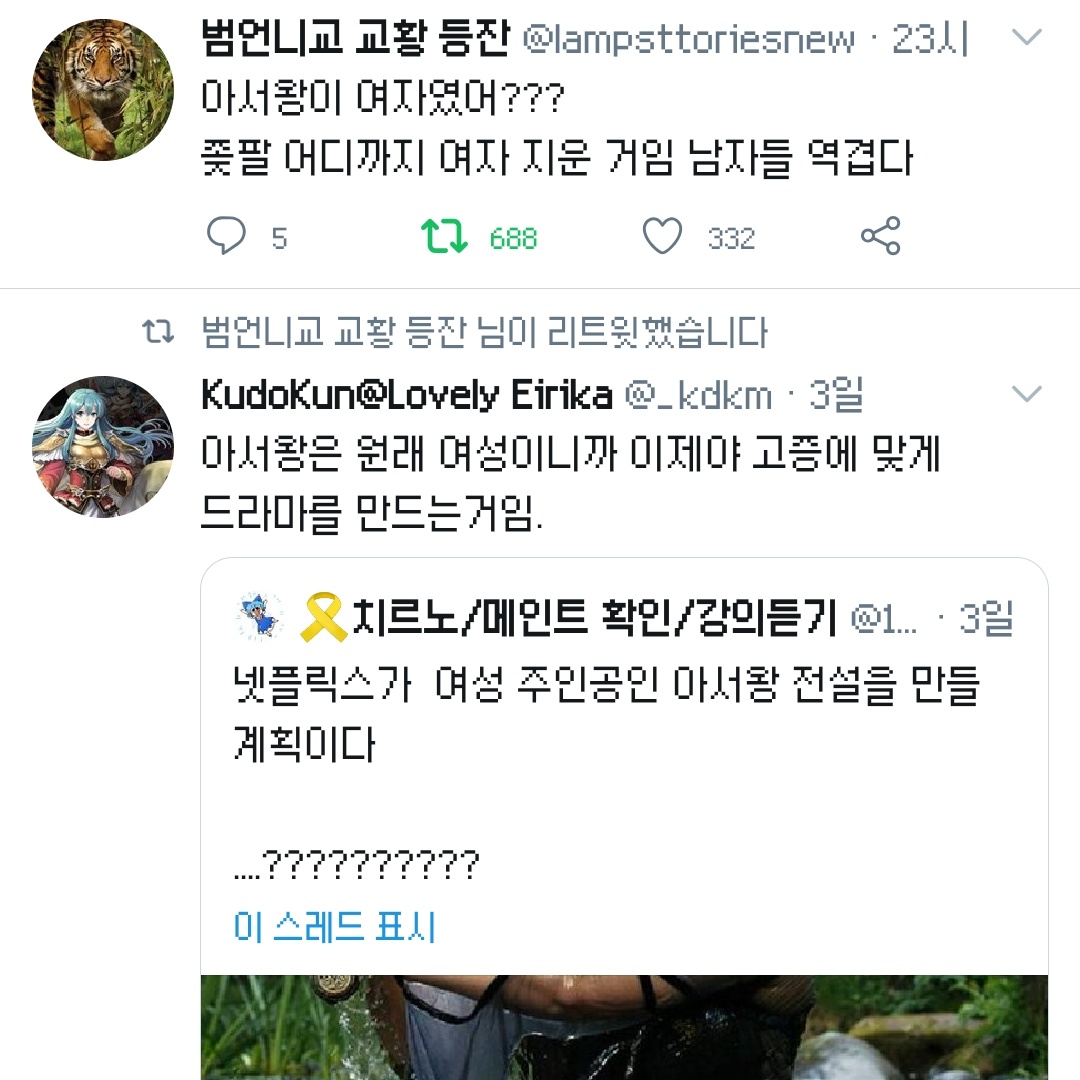 범언니교 교황 등잔 @lampsttoriesnew · 23시
아서왕이 여자였어???
쮖팔 어디까지 여자 지운 거임 남자들 역겹다
5 688 332
범언니교 교황 등잔 님이 리트윗했습니다
KudoKun@Lovely Eirika @_kdkm · 3일
아서왕은 원래 여성이니까 이제야 고증에 맞게
드라마를 만드는거임.
치르노/메인트 확인/강의듣기 @1... · 3일
넷플릭스가 여성 주인공인 아서왕 전설을 만들
계획이다
....??????????
이 스레드 표시